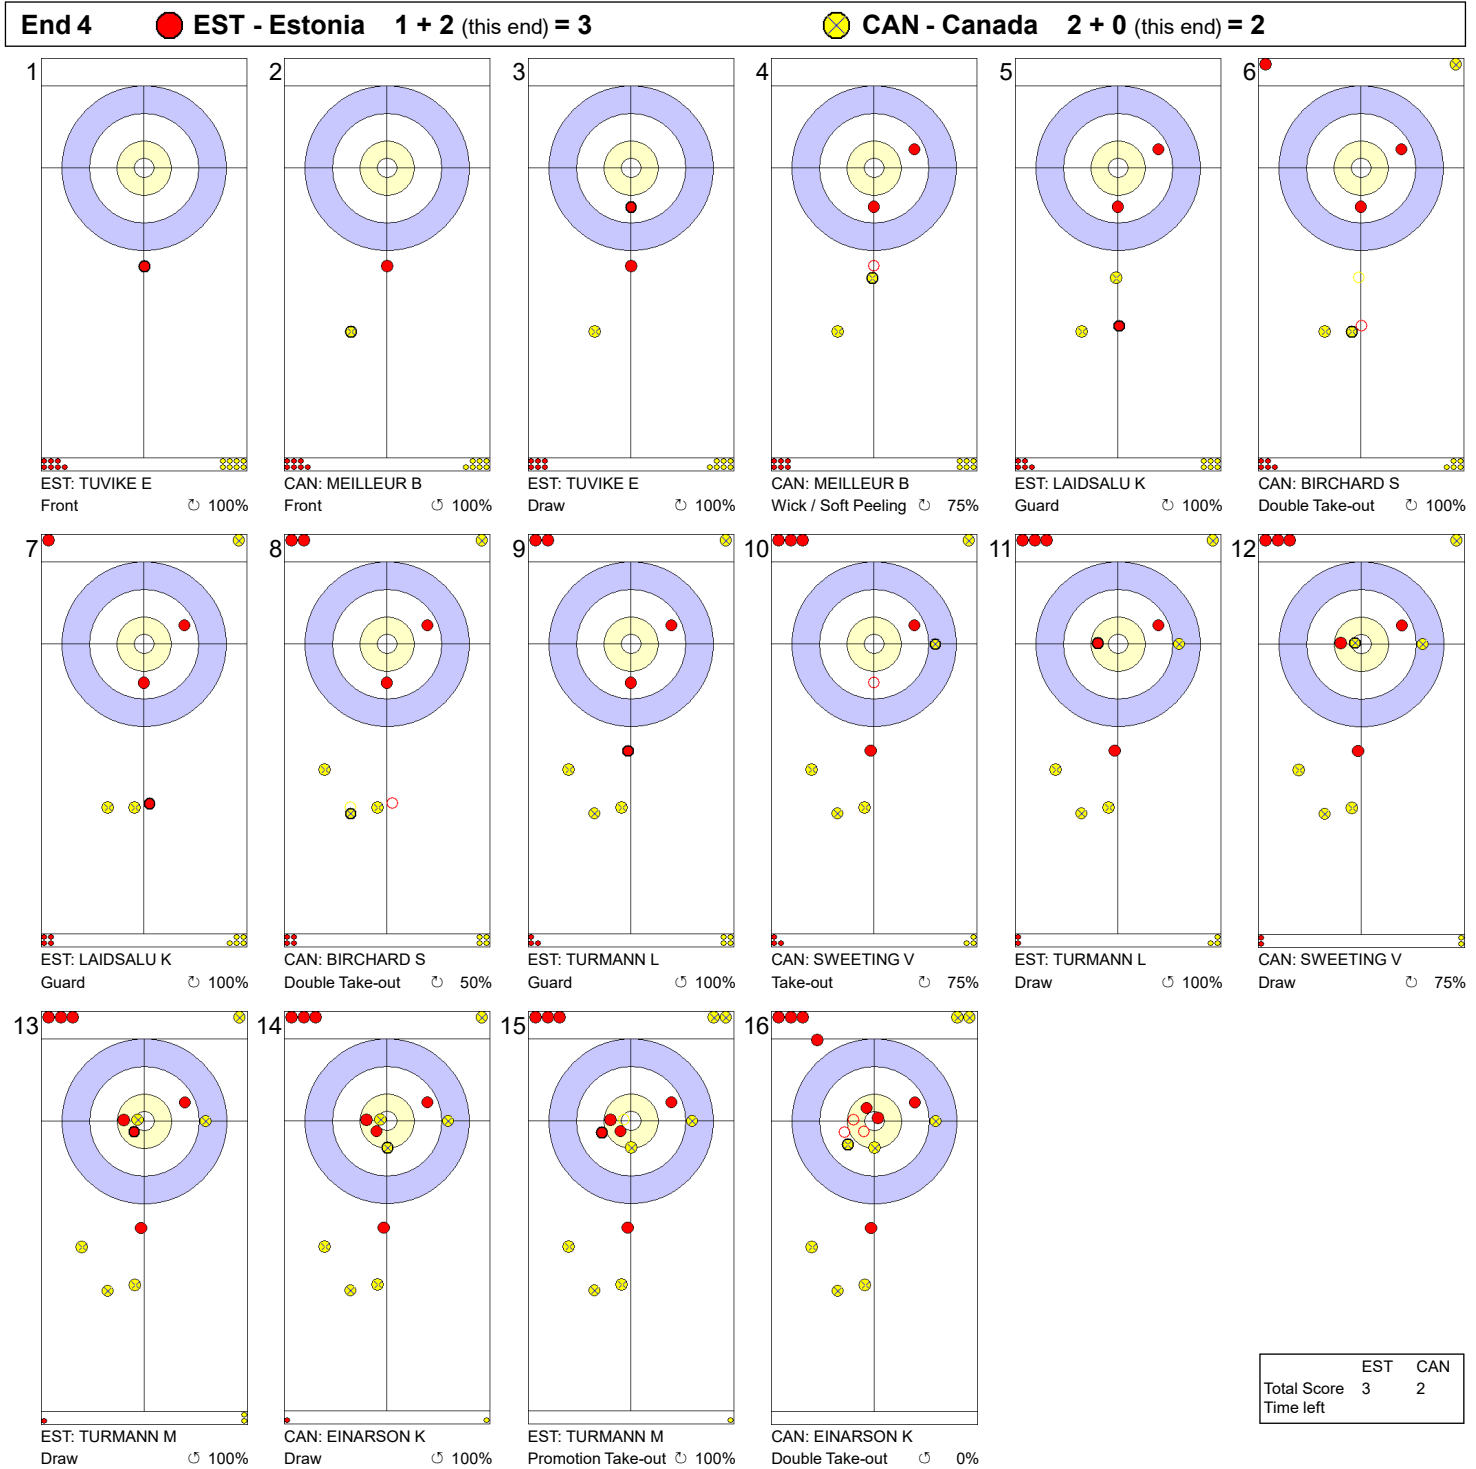 End 4 EST - Estonia 1 + 2 (this end) = 3 CAN - Canada 2 + 0 (this end) = 2
1 2 3 4 5 6
EST: TUVIKE E CAN: MEILLEUR B EST: TUVIKE E CAN: MEILLEUR B EST: LAIDSALU K CAN: BIRCHARD S
Front ↻ 100% Front ↻ 100% Draw ↻ 100% Wick / Soft Peeling ↻ 75% Guard ↻ 100% Double Take-out ↻ 100%
7 8 9 10 11 12
EST: LAIDSALU K CAN: BIRCHARD S EST: TURMANN L CAN: SWEETING V EST: TURMANN L CAN: SWEETING V
Guard ↺ 100% Double Take-out ↻ 50% Guard ↺ 100% Take-out ↻ 75% Draw ↺ 100% Draw ↺ 75%
13 14 15 16
EST CAN
Total Score 3 2
Time left
EST: TURMANN M CAN: EINARSON K EST: TURMANN M CAN: EINARSON K
Draw ↺ 100% Draw ↺ 100% Promotion Take-out ↻ 100% Double Take-out ↺ 0%